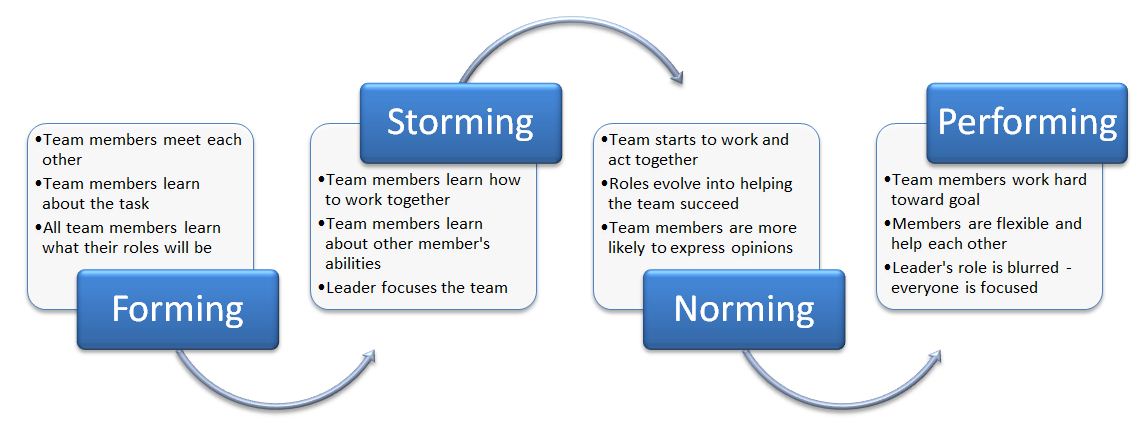 •Team members meet each
other
•Team members learn
about the task
•All team members learn
what their roles will be
Forming
Storming
•Team members learn how
to work together
•Team members learn
about other member's
abilities
•Leader focuses the team
•Team starts to work and
act together
•Roles evolve into helping
the team succeed
•Team members are more
likely to express opinions
Norming
Performing
•Team members work hard
toward goal
•Members are flexible and
help each other
•Leader's role is blurred -
everyone is focused